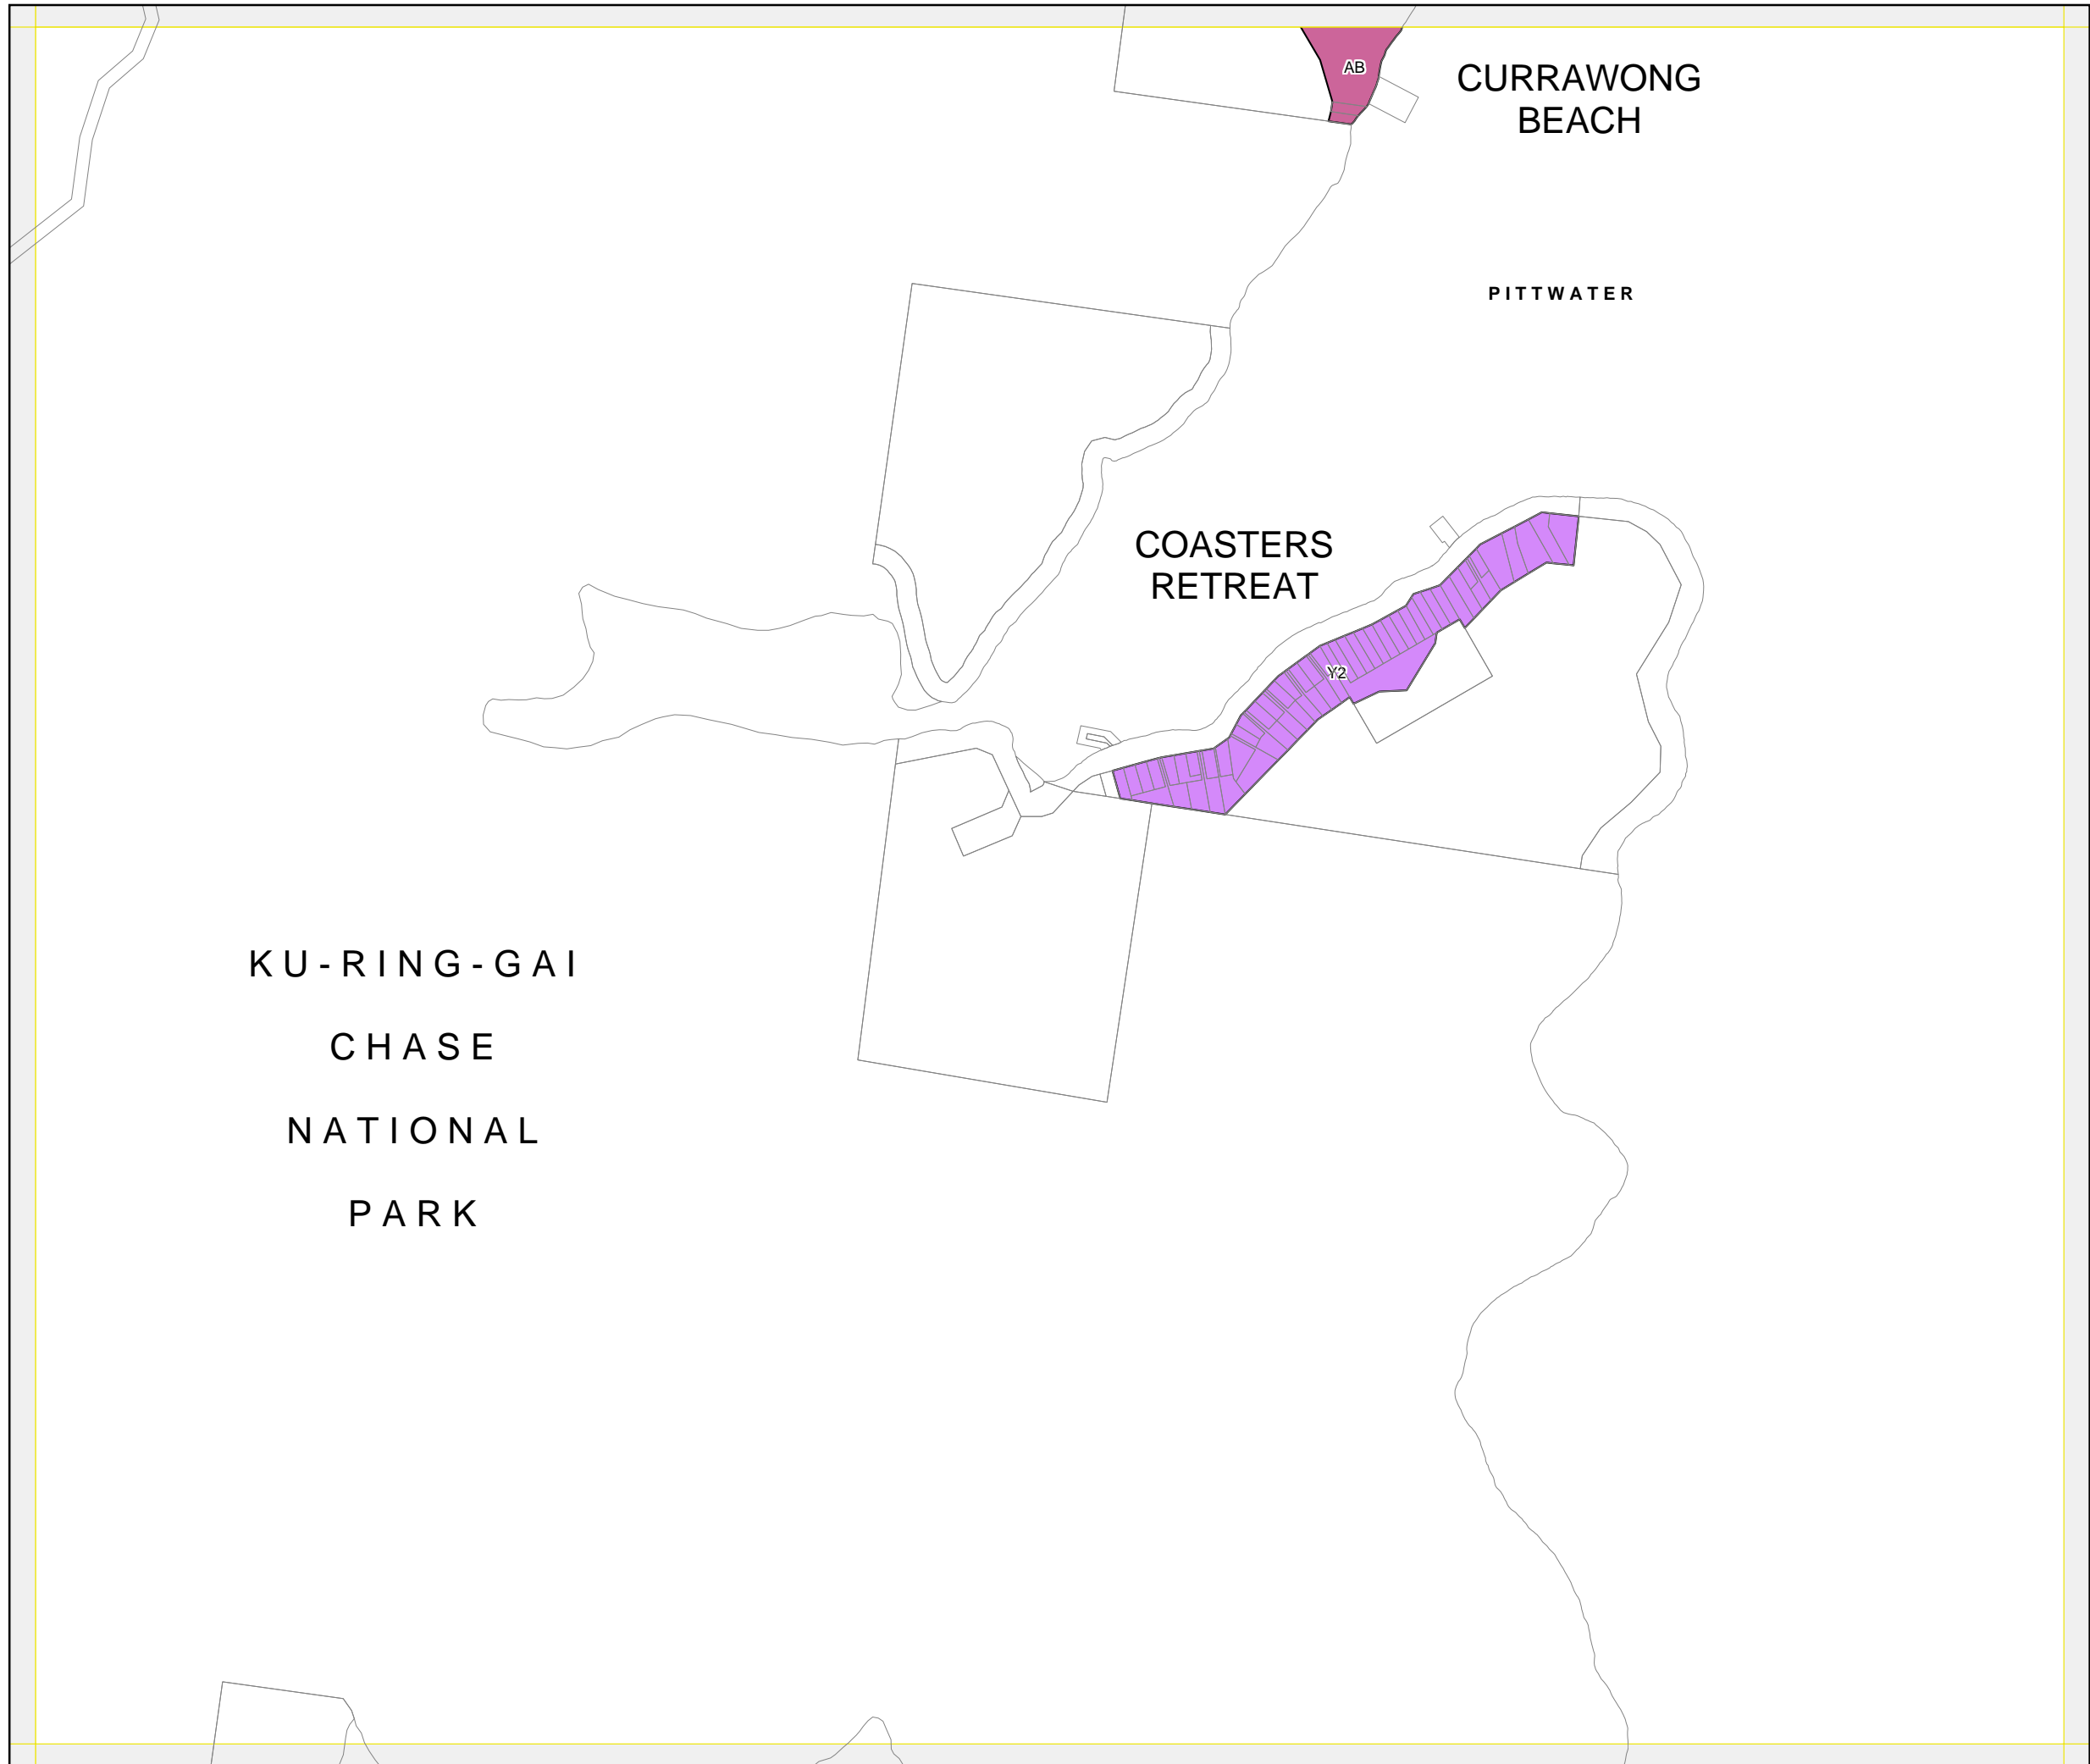 AB
CURRAWONG
BEACH
PITTWATER
COASTERS
RETREAT
Y2
KU-RING-GAI
CHASE
NATIONAL
PARK